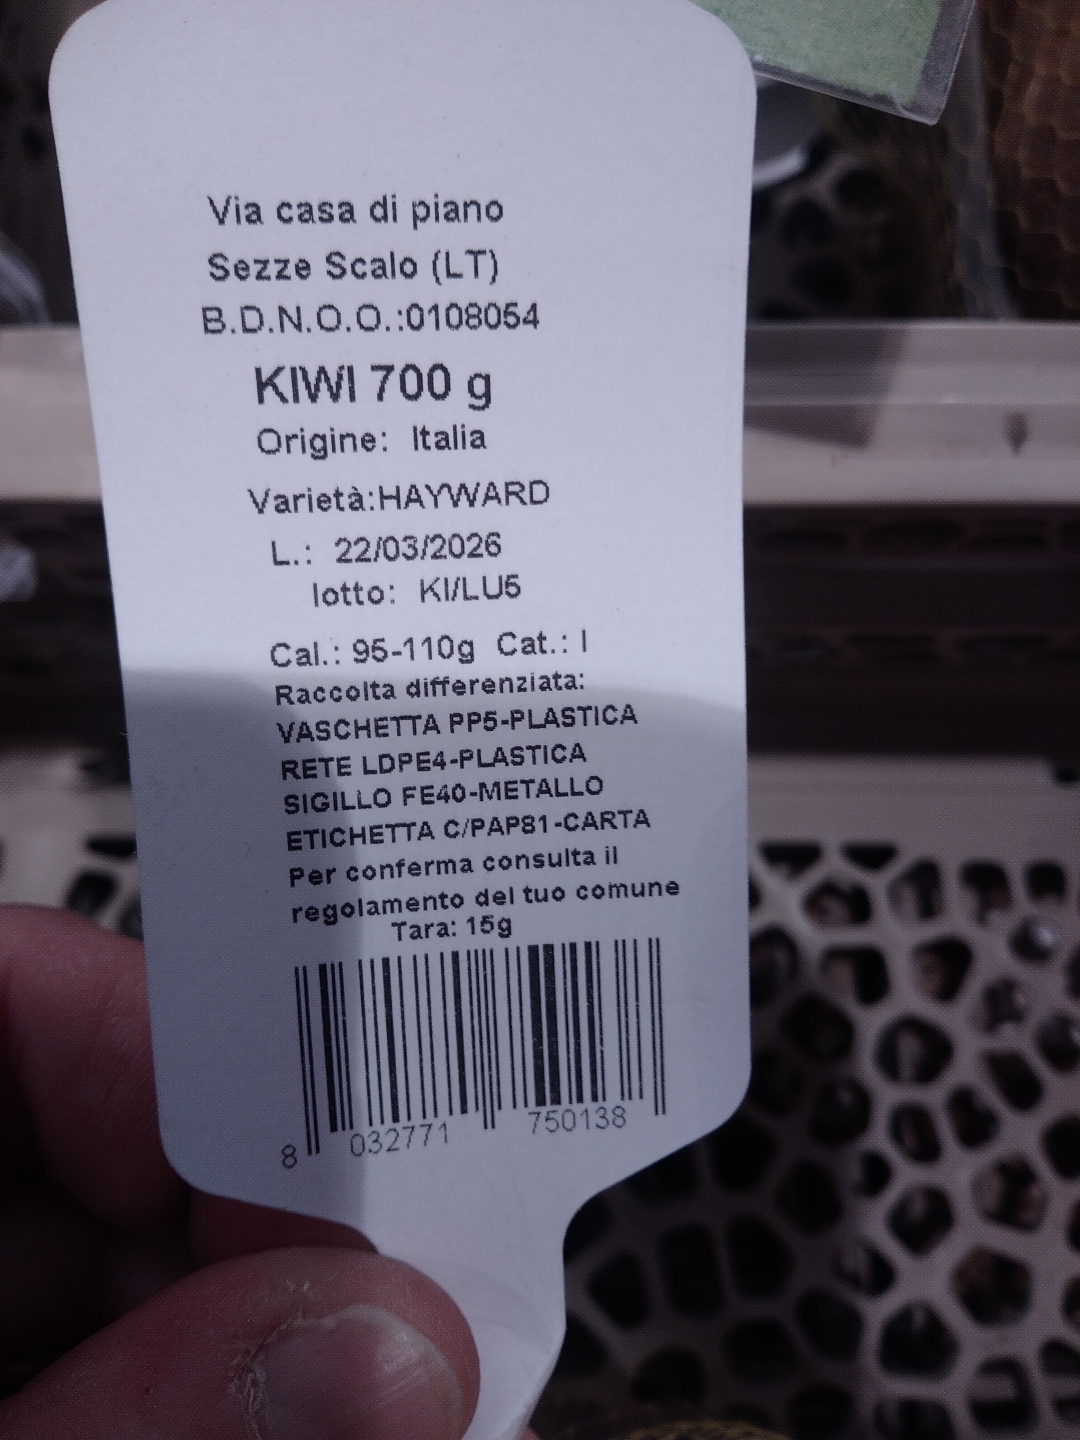 Via casa di piano
Sezze Scalo (LT)
B.D.N.O.O.:0108054
KIWI 700 g
Origine: Italia
Varietà:HAYWARD
L.: 22/03/2026
lotto: KI/LU5
Cal.: 95-110g Cat.: I
Raccolta differenziata:
VASCHETTA PP5-PLASTICA
RETE LDPE4-PLASTICA
SIGILLO FE40-METALLO
ETICHETTA C/PAP81-CARTA
Per conferma consulta il
regolamento del tuo comune
Tara: 15g
8 032771 750138